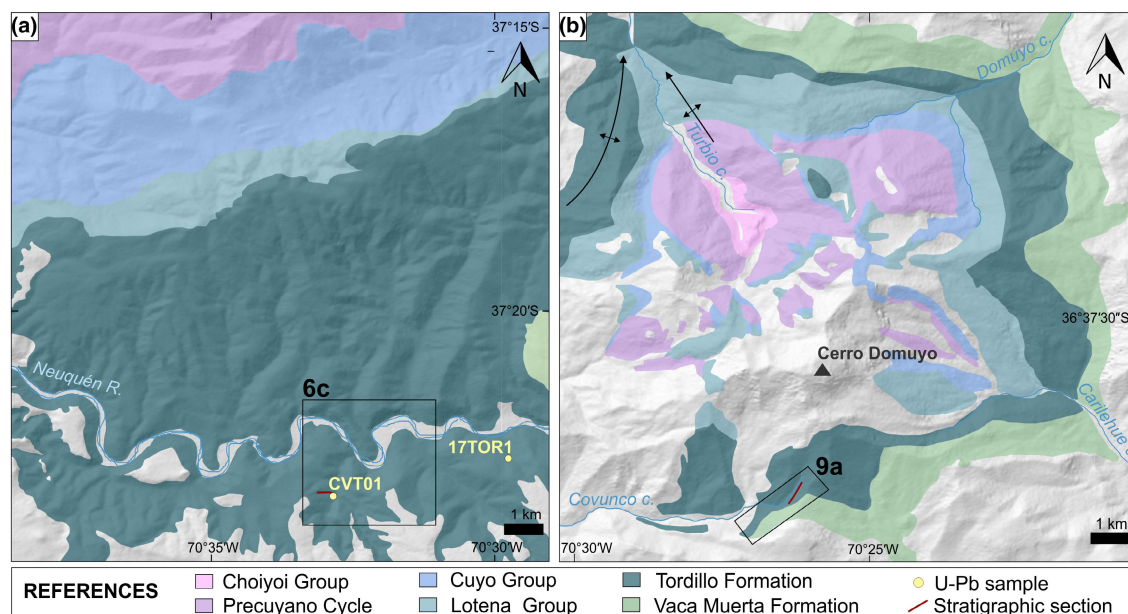 (a)
37°15′S
N
37°20′S
Neuquén R.
6c
17TOR1
CVT01
1 km
70°35′W
70°30′W
(b)
Domuyo c.
N
Turbio c.
36°37′30″S
Cerro Domuyo
Carilehue c.
9a
Covunco c.
1 km
70°30′W
70°25′W
REFERENCES
Choiyoi Group
Cuyo Group
Tordillo Formation
U-Pb sample
Precuyano Cycle
Lotena Group
Vaca Muerta Formation
Stratigraphic section